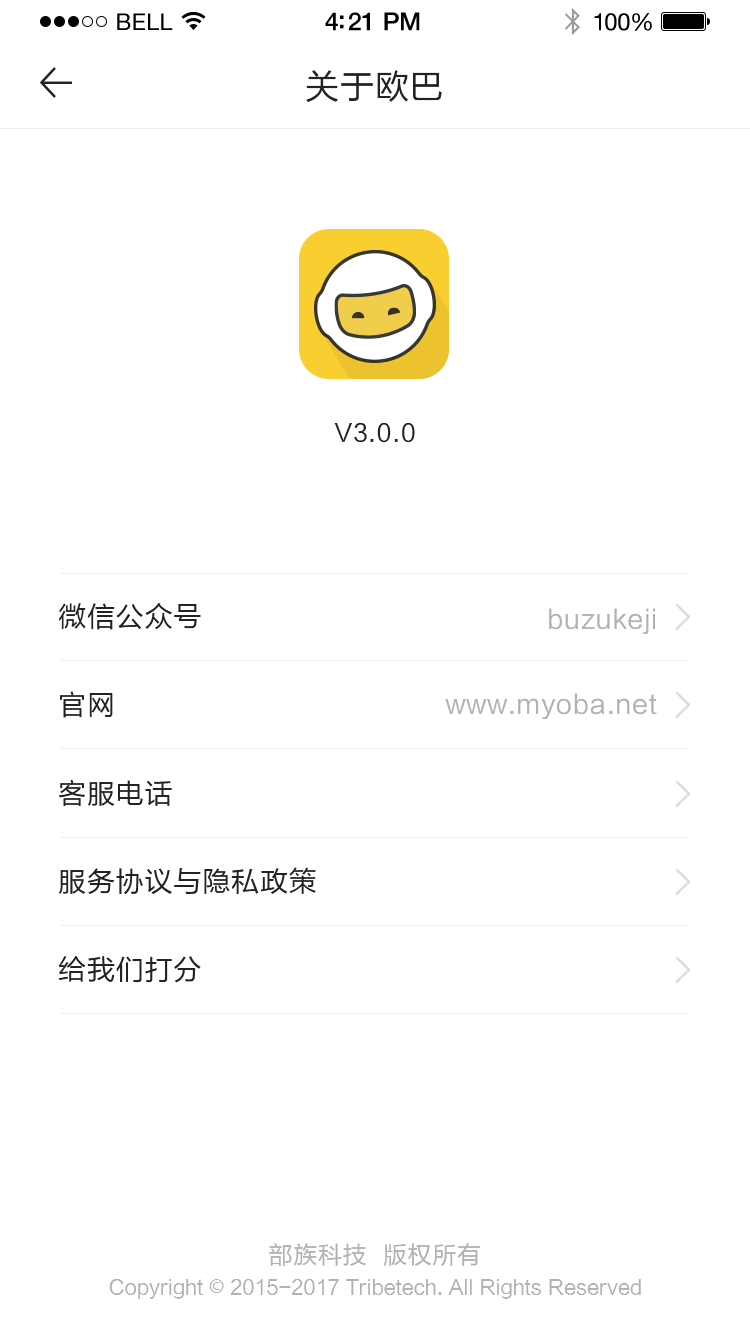 BELL 4:21 PM 100%
关于欧巴
V3.0.0
微信公众号 buzukeji
官网 www.myoba.net
客服电话
服务协议与隐私政策
给我们打分
部族科技 版权所有
Copyright © 2015-2017 Tribetech. All Rights Reserved